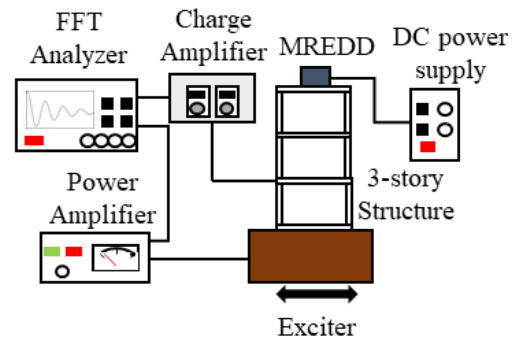 FFT
Analyzer
Charge
Amplifier
MREDD
DC power
supply
Power
Amplifier
3-story
Structure
Exciter